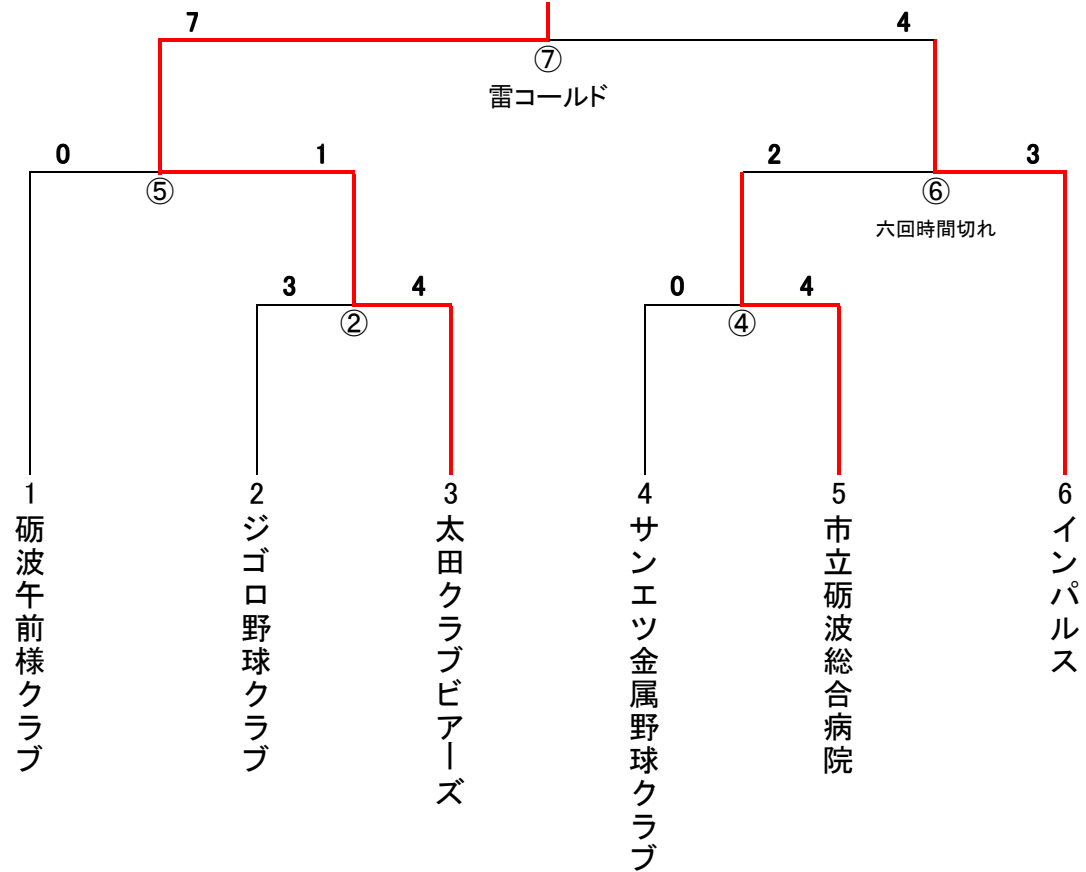 7
4
⑦
雷コールド
0
1
2
3
⑤
⑥
六回時間切れ
3
4
0
4
②
④
1
2
3
4
5
6
砺波午前様クラブ
ジゴロ野球クラブ
太田クラブビアーズ
サンエツ金属野球クラブ
市立砺波総合病院
インパルス